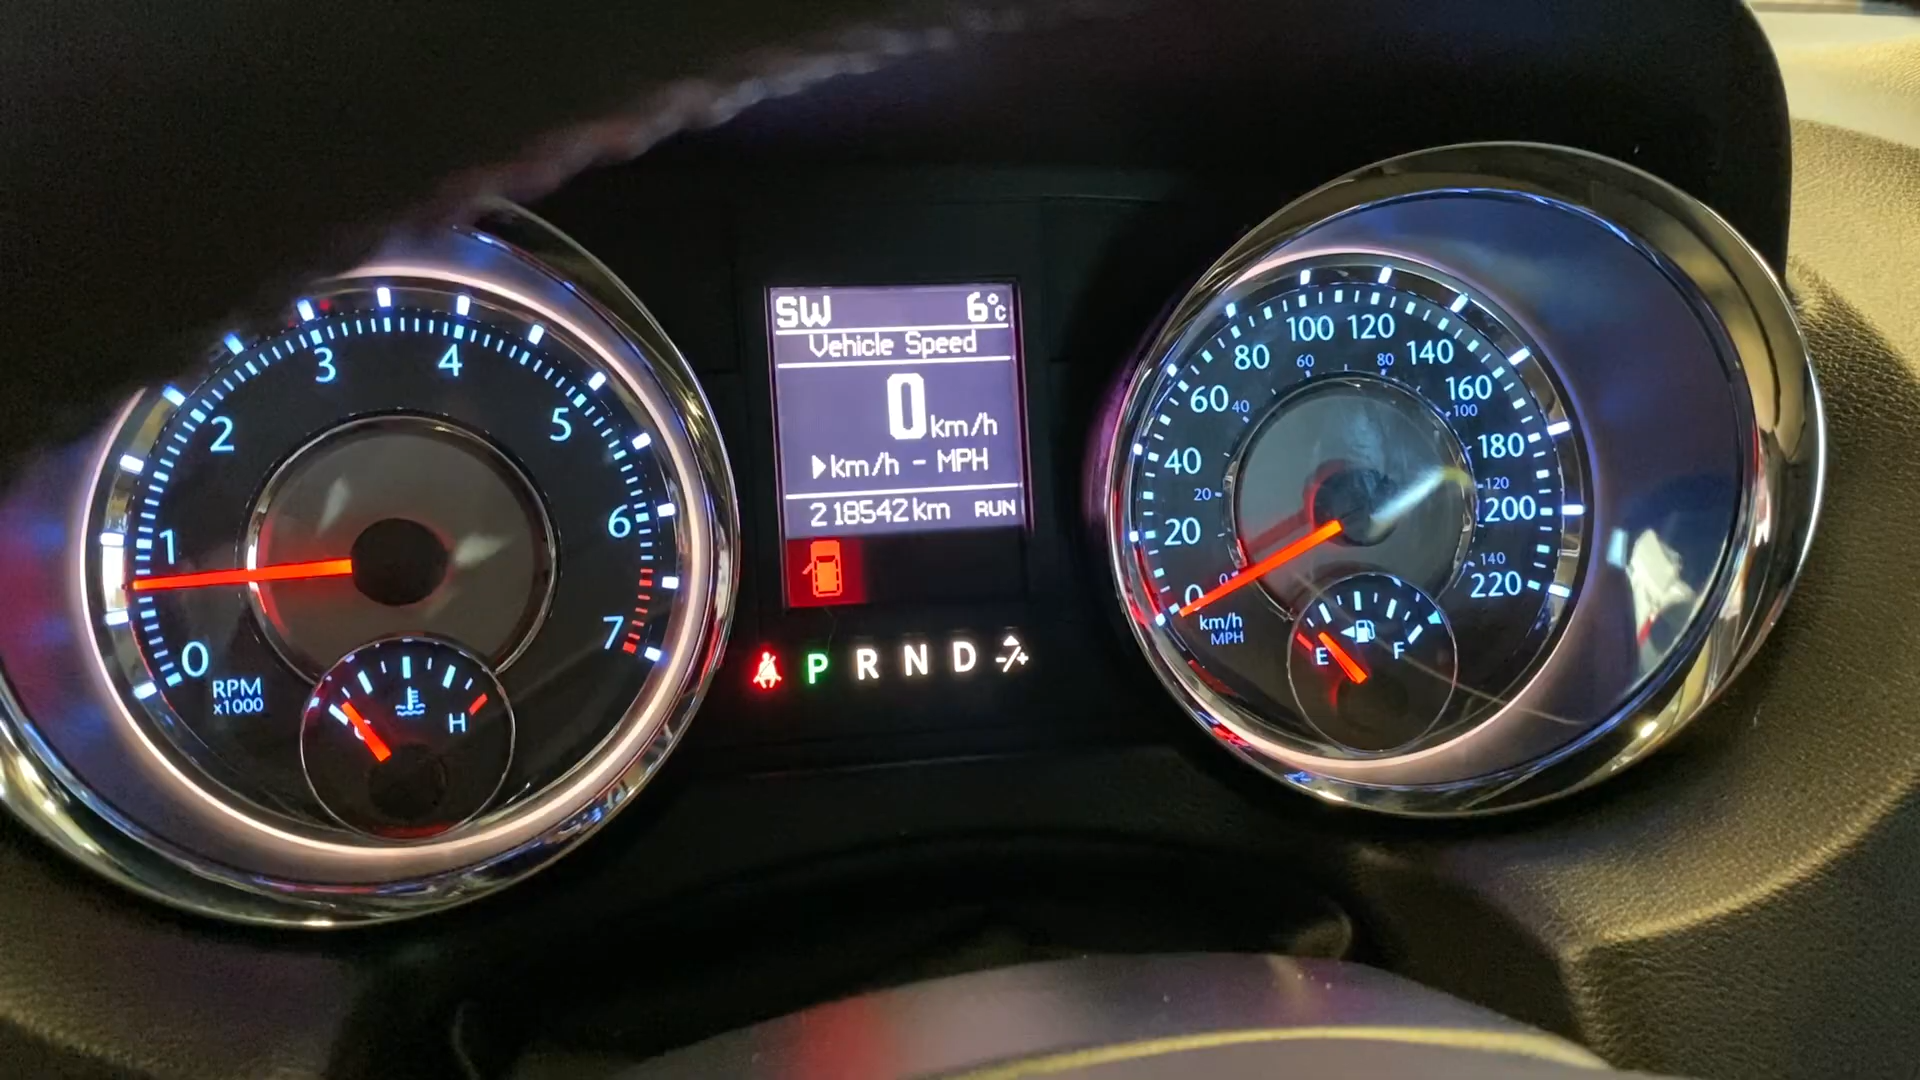 0
1
2
3
4
5
6
7
RPM
x1000
H
SW 6°C
Vehicle Speed
0 km/h
▶km/h - MPH
218542 km RUN
P R N D -/+
0
20
40
60
80
100
120
140
160
180
200
220
0
20
40
60
80
100
120
140
km/h
MPH
E F